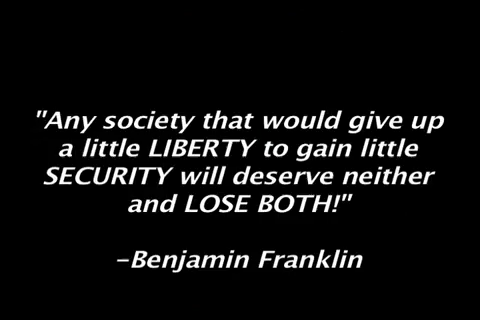 "Any society that would give up
a little LIBERTY to gain little
SECURITY will deserve neither
and LOSE BOTH!"
–Benjamin Franklin